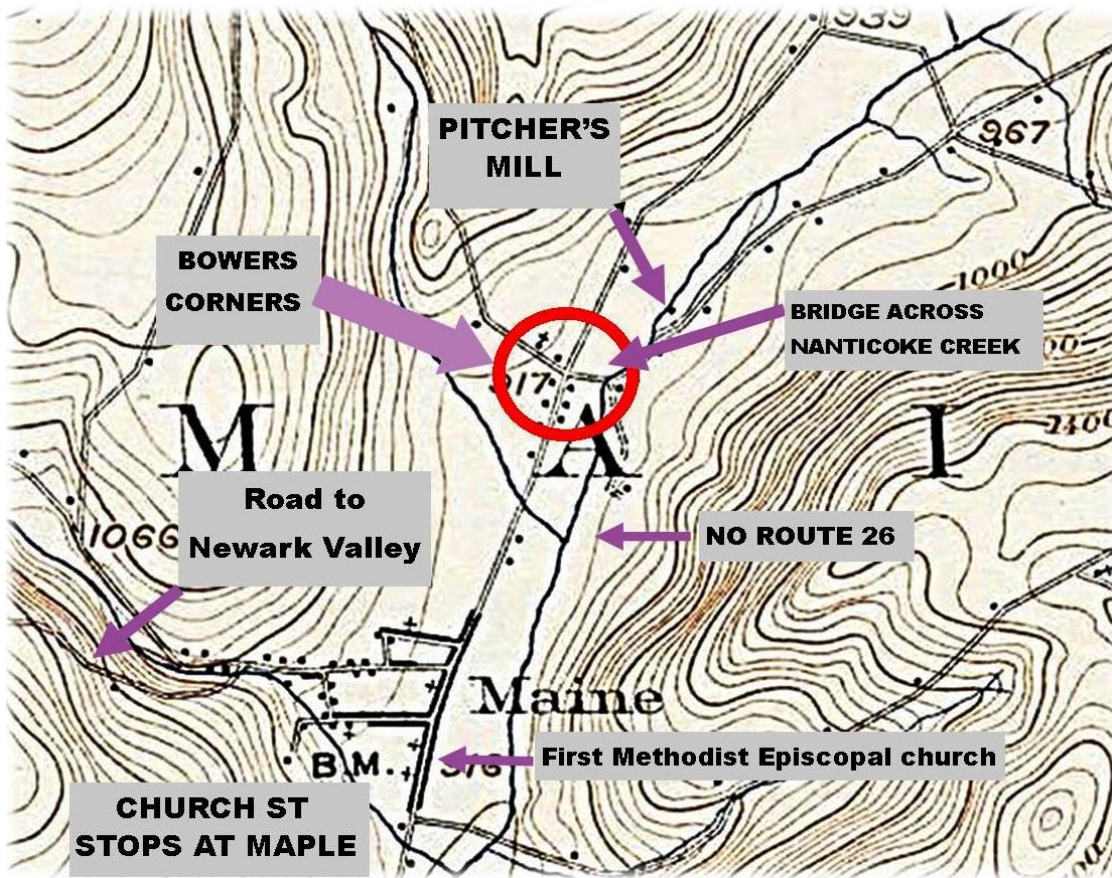 939
PITCHER'S
MILL
967
BOWERS
CORNERS
1000
BRIDGE ACROSS
NANTICOKE CREEK
917
M A I
Road to
Newark Valley
1066
NO ROUTE 26
Maine
B.M.
First Methodist Episcopal church
CHURCH ST
STOPS AT MAPLE